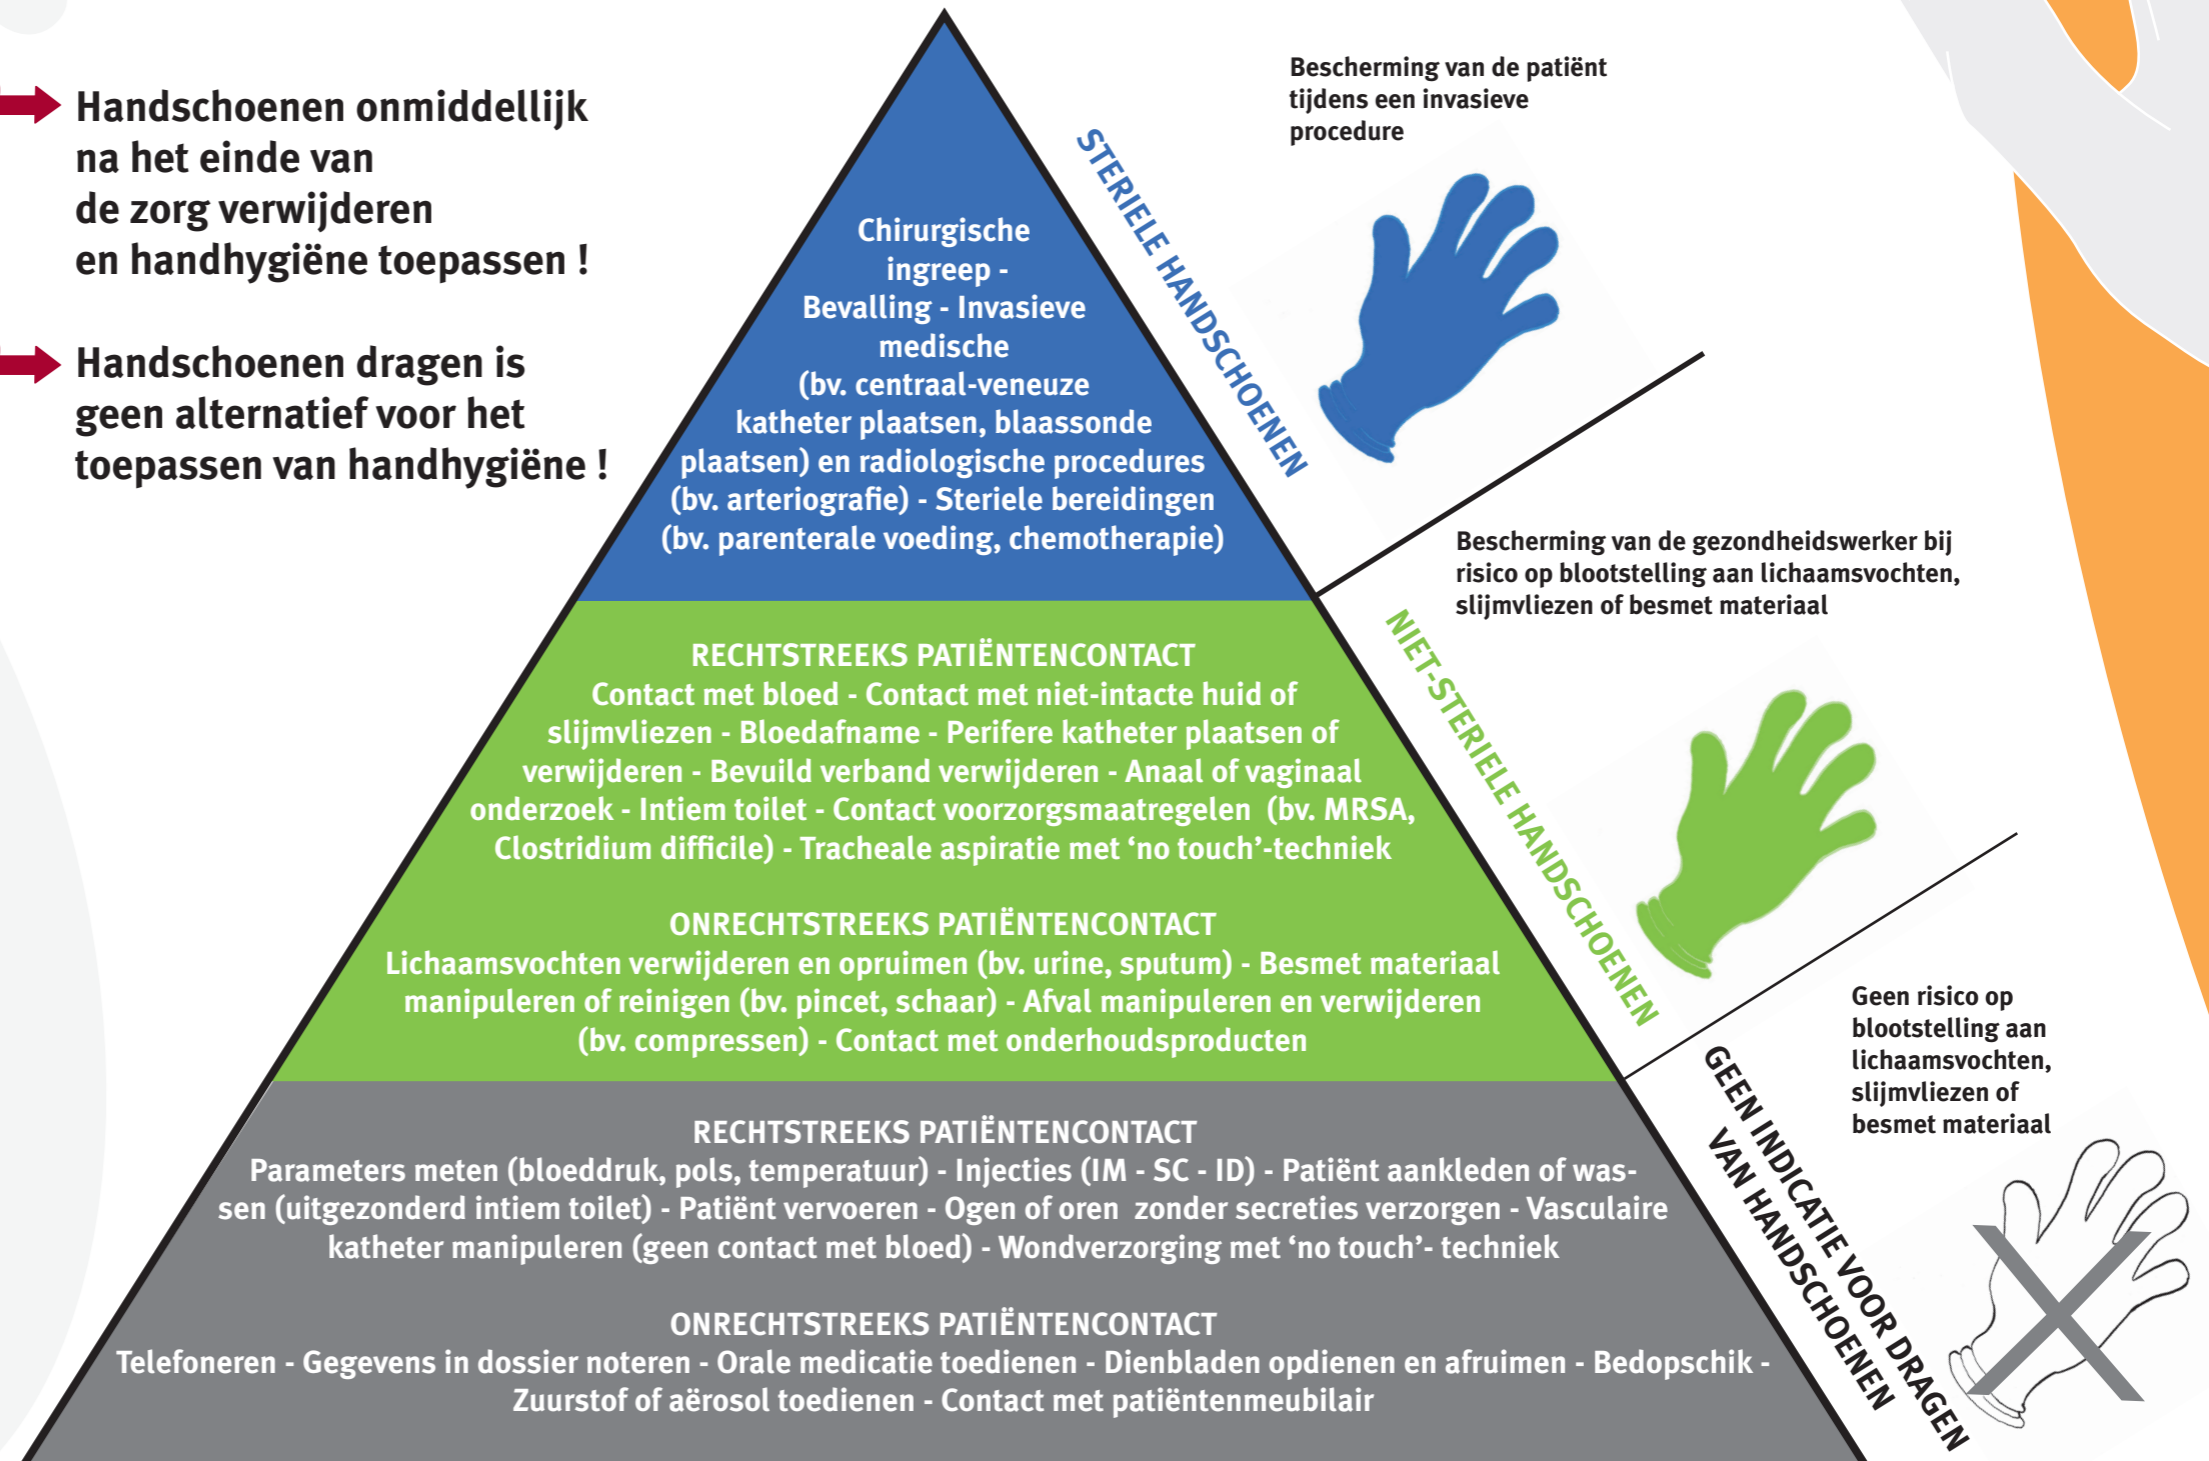 Handschoenen onmiddellijk
na het einde van
de zorg verwijderen
en handhygiëne toepassen !
Handschoenen dragen is
geen alternatief voor het
toepassen van handhygiëne !
Chirurgische
ingreep -
Bevalling - Invasieve
medische
(bv. centraal-veneuze
katheter plaatsen, blaassonde
plaatsen) en radiologische procedures
(bv. arteriografie) - Steriele bereidingen
(bv. parenterale voeding, chemotherapie)
STERIELE HANDSCHOENEN
Bescherming van de patiënt
tijdens een invasieve
procedure
RECHTSTREEKS PATIËNTENCONTACT
Contact met bloed - Contact met niet-intacte huid of
slijmvliezen - Bloedafname - Perifere katheter plaatsen of
verwijderen - Bevuild verband verwijderen - Anaal of vaginaal
onderzoek - Intiem toilet - Contact voorzorgsmaatregelen (bv. MRSA,
Clostridium difficile) - Tracheale aspiratie met ‘no touch’-techniek
ONRECHTSTREEKS PATIËNTENCONTACT
Lichaamsvochten verwijderen en opruimen (bv. urine, sputum) - Besmet materiaal
manipuleren of reinigen (bv. pincet, schaar) - Afval manipuleren en verwijderen
(bv. compressen) - Contact met onderhoudsproducten
NIET-STERIELE HANDSCHOENEN
Bescherming van de gezondheidswerker bij
risico op blootstelling aan lichaamsvochten,
slijmvliezen of besmet materiaal
RECHTSTREEKS PATIËNTENCONTACT
Parameters meten (bloeddruk, pols, temperatuur) - Injecties (IM - SC - ID) - Patiënt aankleden of was-
sen (uitgezonderd intiem toilet) - Patiënt vervoeren - Ogen of oren zonder secreties verzorgen - Vasculaire
katheter manipuleren (geen contact met bloed) - Wondverzorging met ‘no touch’- techniek
ONRECHTSTREEKS PATIËNTENCONTACT
Telefoneren - Gegevens in dossier noteren - Orale medicatie toedienen - Dienbladen opdienen en afruimen - Bedopschik -
Zuurstof of aërosol toedienen - Contact met patiëntenmeubilair
GEEN INDICATIE VOOR DRAGEN
VAN HANDSCHOENEN
Geen risico op
blootstelling aan
lichaamsvochten,
slijmvliezen of
besmet materiaal